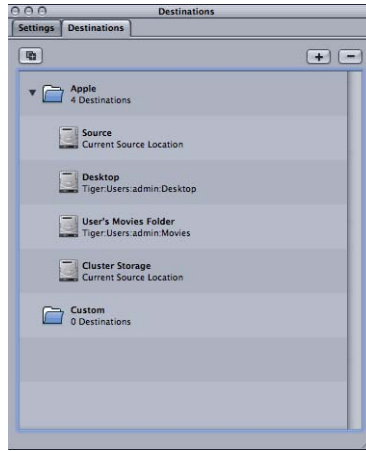 Destinations
Settings Destinations
Apple
4 Destinations
Source
Current Source Location
Desktop
Tiger:Users:admin:Desktop
User's Movies Folder
Tiger:Users:admin:Movies
Cluster Storage
Current Source Location
Custom
0 Destinations